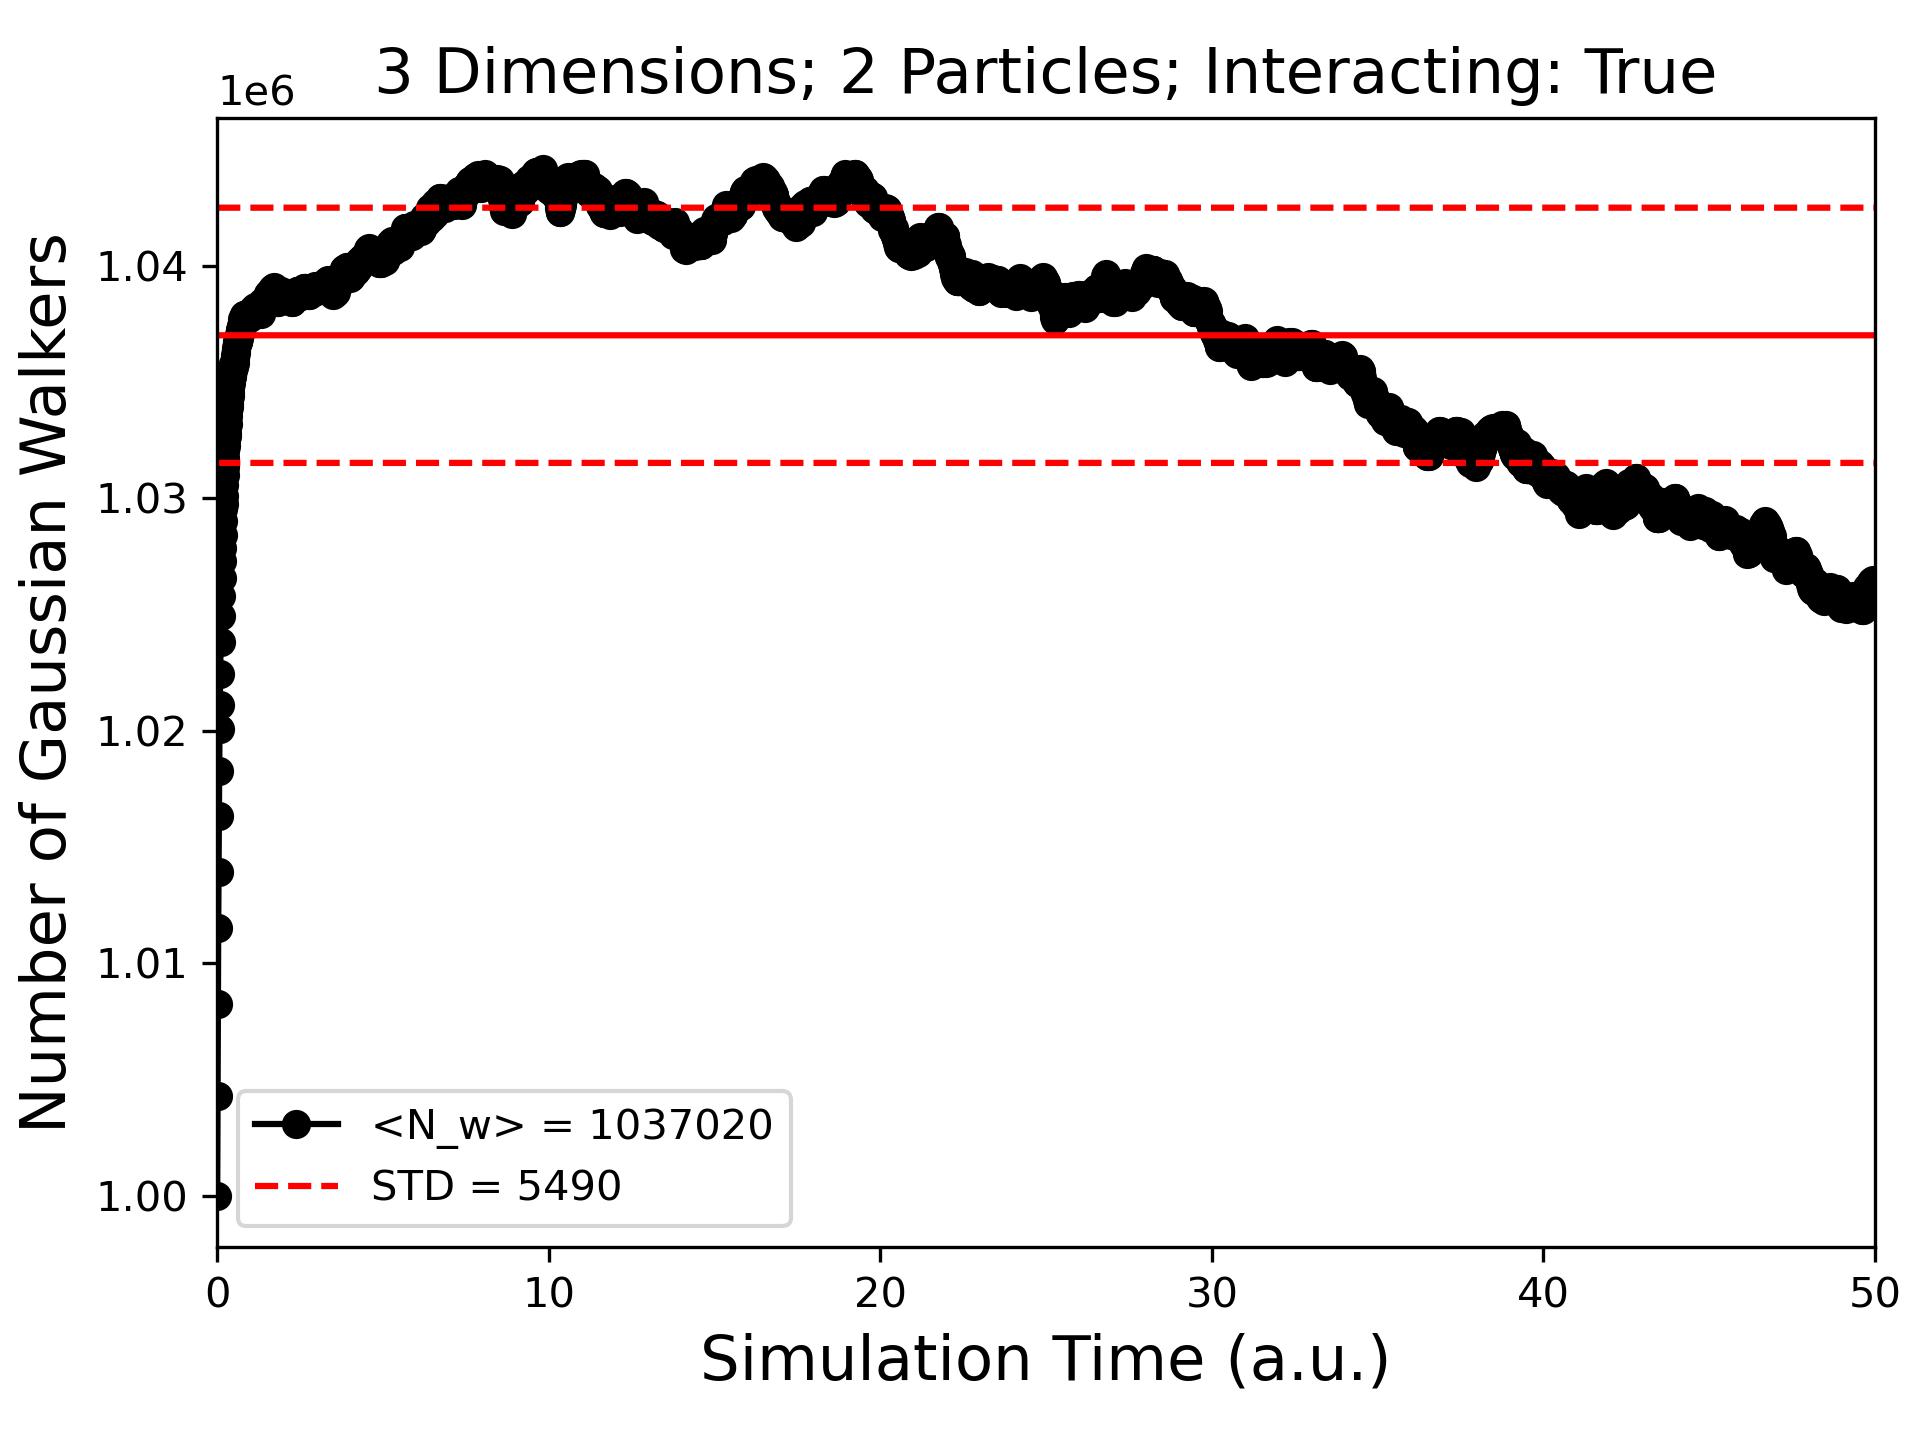 3 Dimensions; 2 Particles; Interacting: True
1e6
Number of Gaussian Walkers
1.04
1.03
1.02
1.01
1.00
<N_w> = 1037020
STD = 5490
0 10 20 30 40 50
Simulation Time (a.u.)